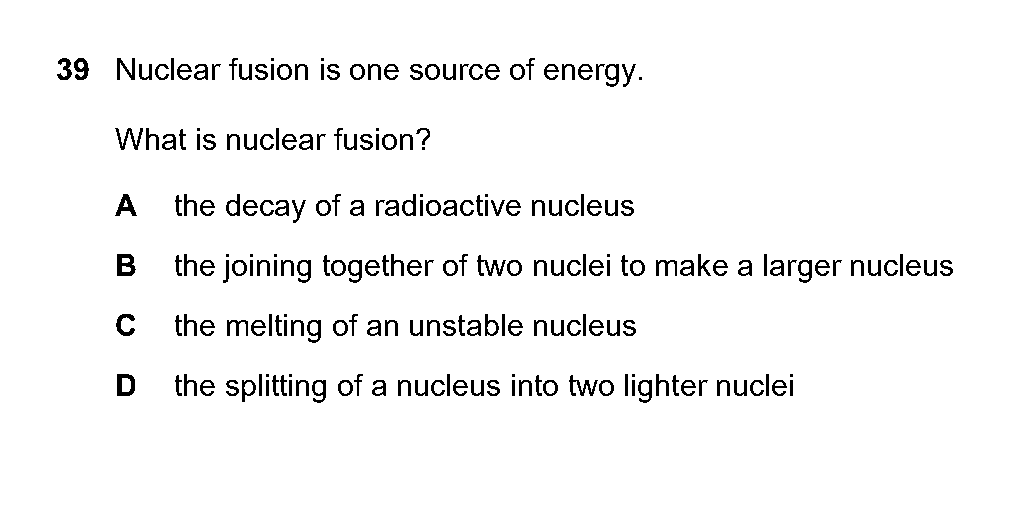 39 Nuclear fusion is one source of energy.
What is nuclear fusion?
A the decay of a radioactive nucleus
B the joining together of two nuclei to make a larger nucleus
C the melting of an unstable nucleus
D the splitting of a nucleus into two lighter nuclei